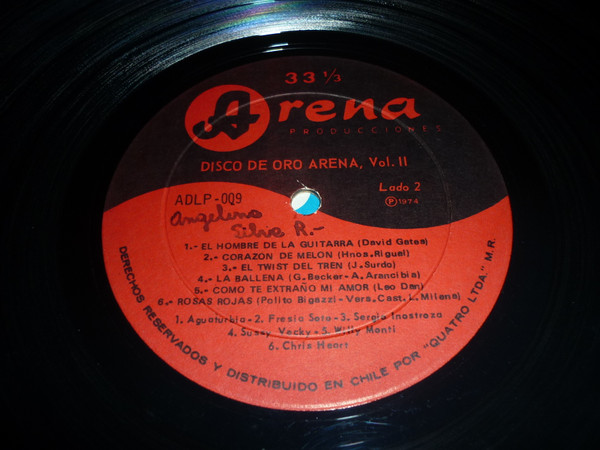 33 1/3
Arena
PRODUCCIONES
DISCO DE ORO ARENA, Vol. II
ADLP-009
Lado 2
Ⓟ 1974
Angelina
Silva R.-
1.- EL HOMBRE DE LA GUITARRA (David Gates)
2.- CORAZON DE MELON (Hnos. Rigual)
3.- EL TWIST DEL TREN (J. Surdo)
4.- LA BALLENA (G. Becker - A. Arancibia)
5.- COMO TE EXTRAÑO MI AMOR (Leo Dan)
6.- ROSAS ROJAS (Polito Bigazzi - Vers. Cast. L. Milena)
1. Aguaturbia - 2. Fresia Soto - 3. Sergio Inostroza
4. Sussy Vecky - 5. Willy Monti
6. Chris Heart
DERECHOS RESERVADOS Y DISTRIBUIDO EN CHILE POR "QUATRO LTDA." M.R.